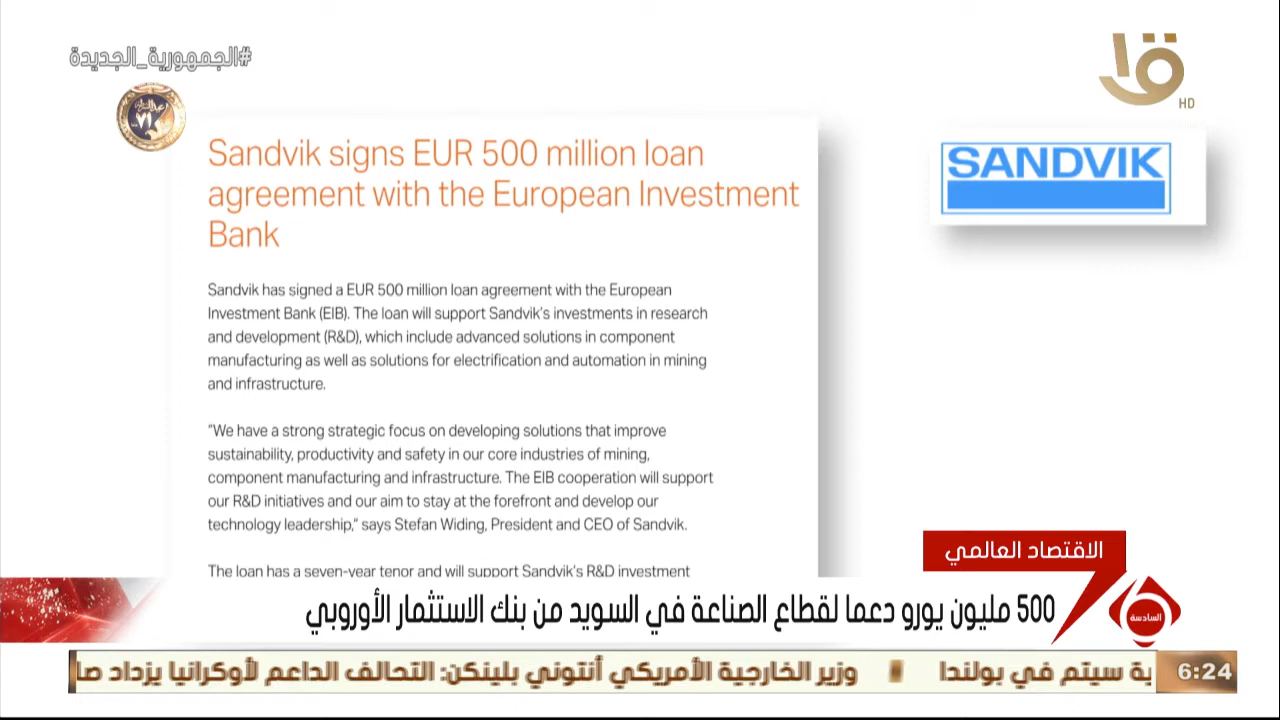 #الجمهورية_الجديدة
HD
SANDVIK
Sandvik signs EUR 500 million loan
agreement with the European Investment
Bank
Sandvik has signed a EUR 500 million loan agreement with the European
Investment Bank (EIB). The loan will support Sandvik's investments in research
and development (R&D), which include advanced solutions in component
manufacturing as well as solutions for electrification and automation in mining
and infrastructure.
"We have a strong strategic focus on developing solutions that improve
sustainability, productivity and safety in our core industries of mining,
component manufacturing and infrastructure. The EIB cooperation will support
our R&D initiatives and our aim to stay at the forefront and develop our
technology leadership," says Stefan Widing, President and CEO of Sandvik.
The loan has a seven-year tenor and will support Sandvik's R&D investment
الاقتصاد العالمي
السادسة
500 مليون يورو دعما لقطاع الصناعة في السويد من بنك الاستثمار الأوروبي
6:24
ية سيتم في بولندا
وزير الخارجية الأمريكي أنتوني بلينكن: التحالف الداعم لأوكرانيا يزداد صا